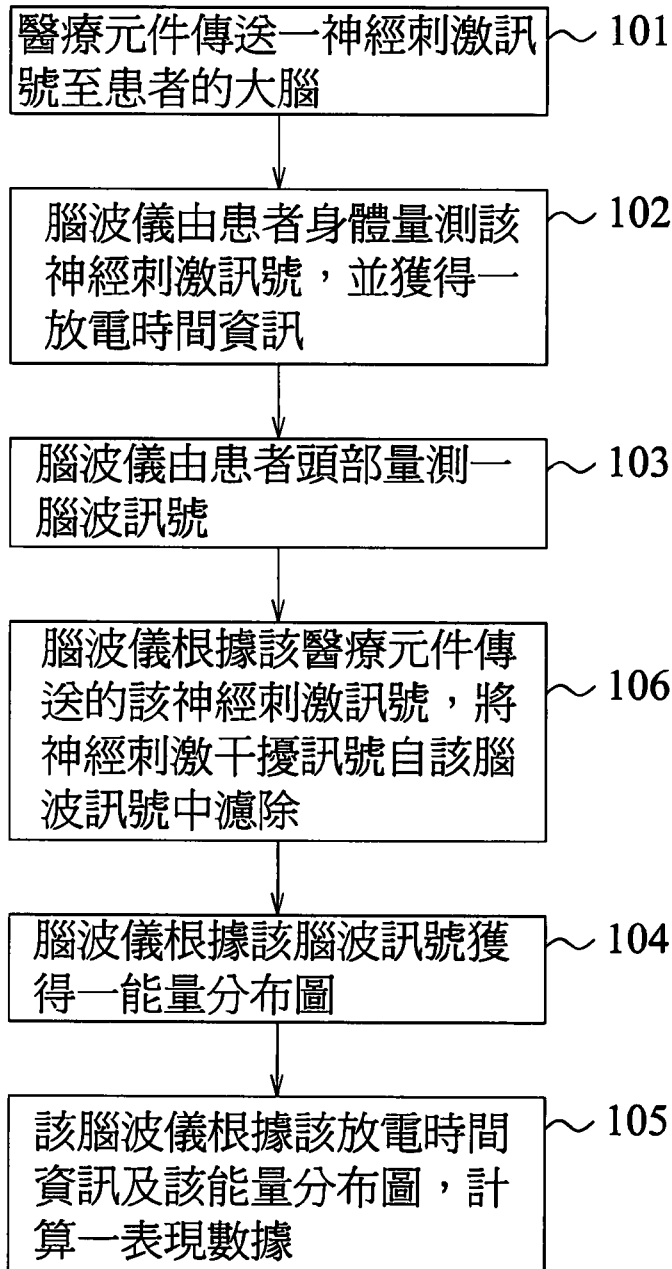 醫療元件傳送一神經刺激訊
號至患者的大腦
101
腦波儀由患者身體量測該
神經刺激訊號，並獲得一
放電時間資訊
102
腦波儀由患者頭部量測一
腦波訊號
103
腦波儀根據該醫療元件傳
送的該神經刺激訊號，將
神經刺激干擾訊號自該腦
波訊號中濾除
106
腦波儀根據該腦波訊號獲
得一能量分布圖
104
該腦波儀根據該放電時間
資訊及該能量分布圖，計
算一表現數據
105